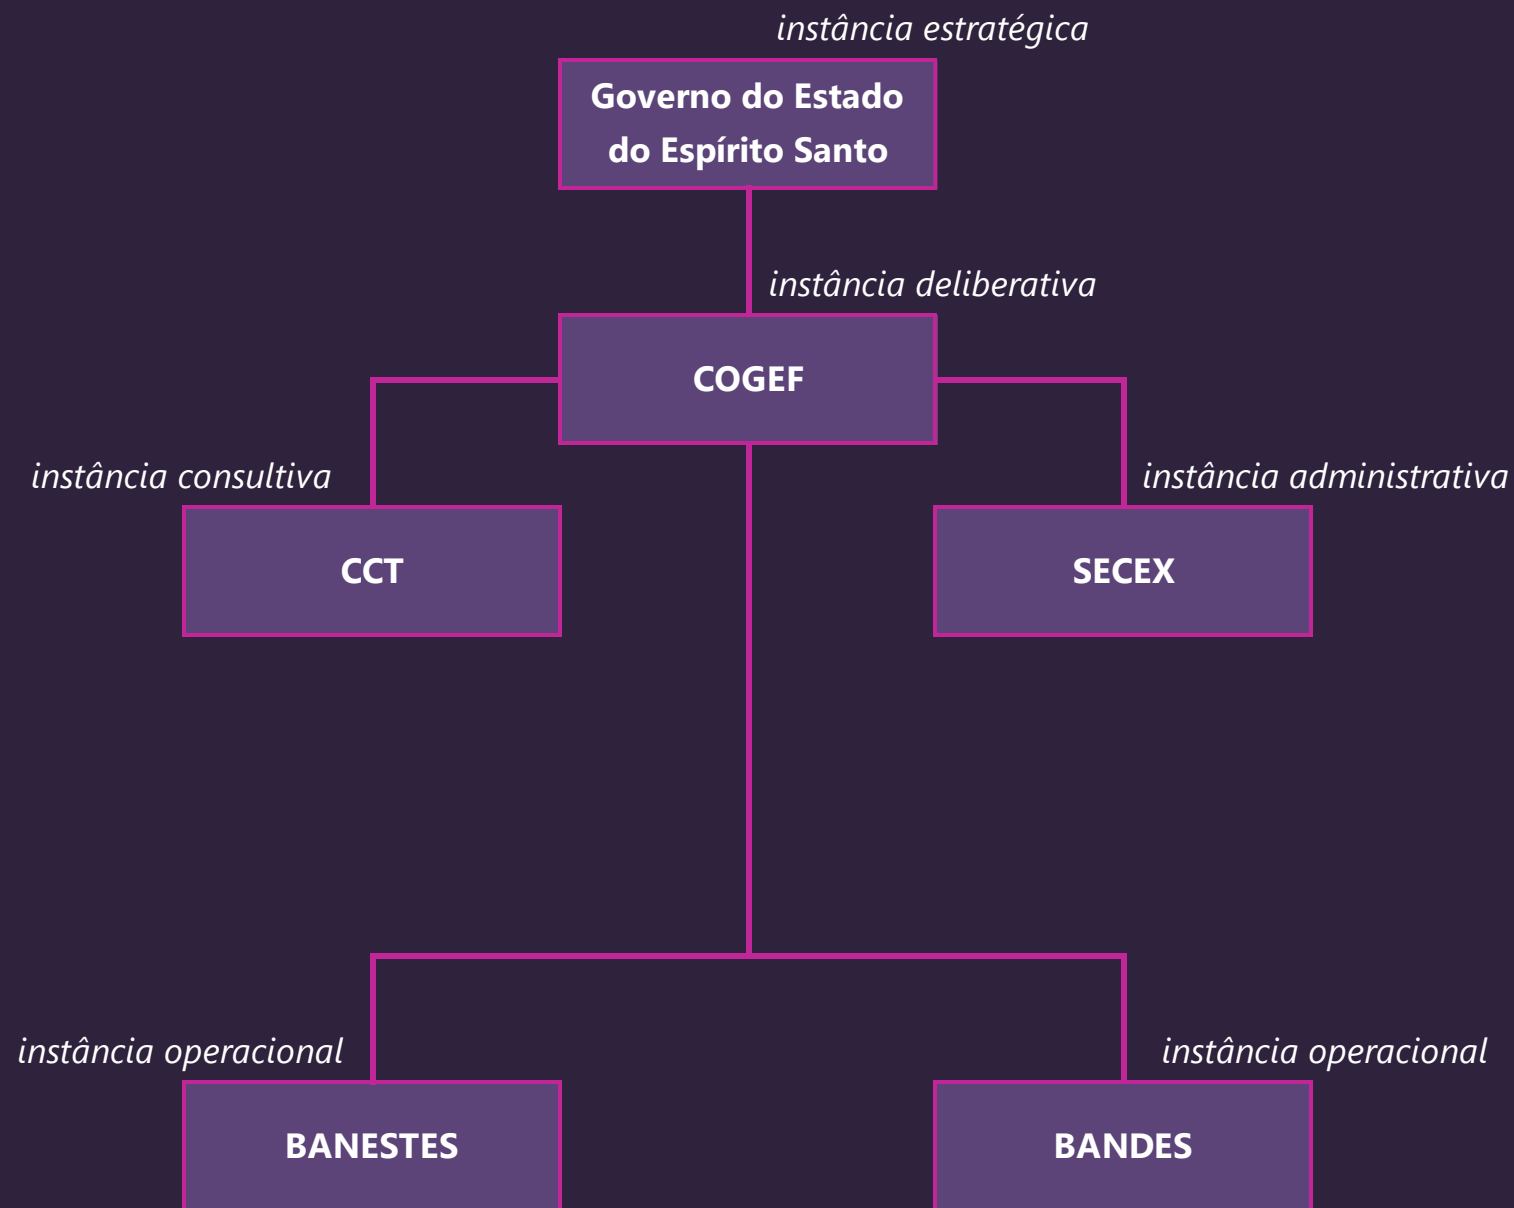 instância estratégica
Governo do Estado
do Espírito Santo
instância deliberativa
COGEF
instância consultiva
instância administrativa
CCT
SECEX
instância operacional
instância operacional
BANESTES
BANDES